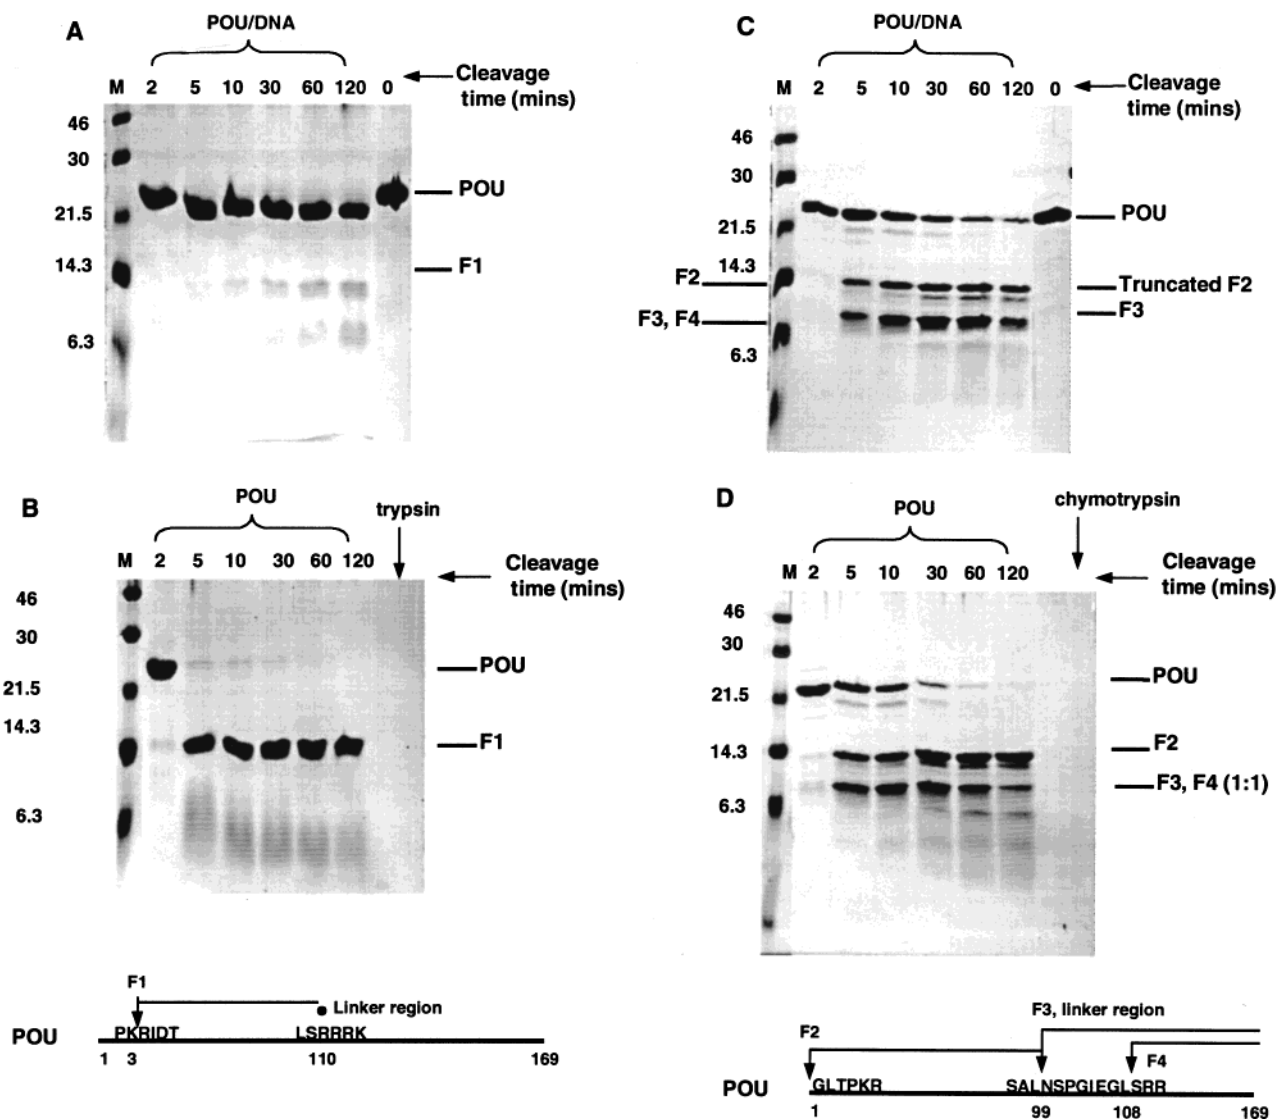 A
POU/DNA
M 2 5 10 30 60 120 0
Cleavage
time (mins)
46
30
POU
21.5
14.3
F1
6.3
C
POU/DNA
M 2 5 10 30 60 120 0
Cleavage
time (mins)
46
30
POU
21.5
14.3
F2
Truncated F2
F3, F4
F3
6.3
B
POU
trypsin
M 2 5 10 30 60 120
Cleavage
time (mins)
46
30
POU
21.5
14.3
F1
6.3
D
POU
chymotrypsin
M 2 5 10 30 60 120
Cleavage
time (mins)
46
30
POU
21.5
14.3
F2
F3, F4 (1:1)
6.3
F1
Linker region
PKRIDT LSRRRK
POU
1 3 110 169
F3, linker region
F2
F4
GLTPKR SALNSPGIEGLSRR
POU
1 99 108 169